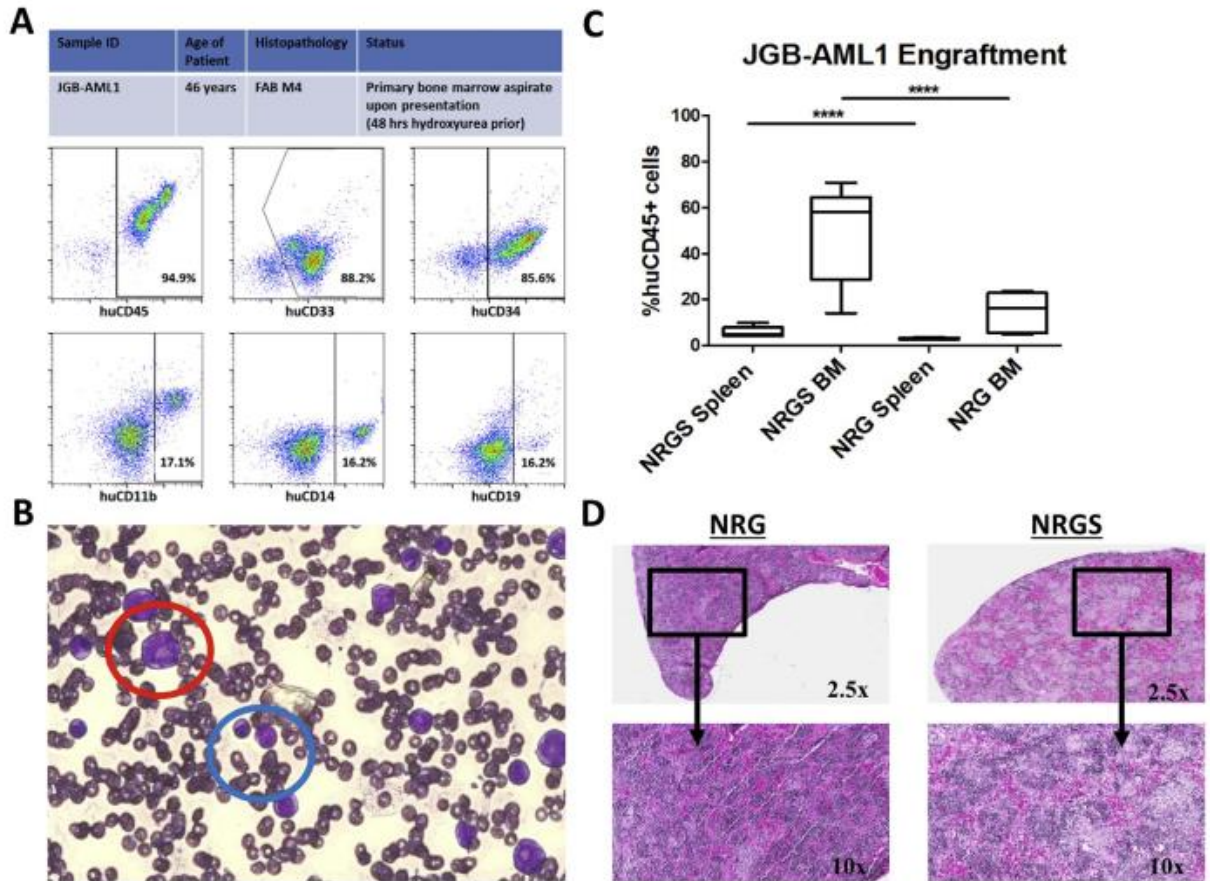 A
Sample ID
Age of
Patient
Histopathology
Status
JGB-AML1
46 years
FAB M4
Primary bone marrow aspirate
upon presentation
(48 hrs hydroxyurea prior)
94.9%
huCD45
88.2%
huCD33
85.6%
huCD34
17.1%
huCD11b
16.2%
huCD14
16.2%
huCD19
B
C
JGB-AML1 Engraftment
****
****
%huCD45+ cells
100
80
60
40
20
0
NRGS Spleen
NRGS BM
NRG Spleen
NRG BM
D
NRG
NRGS
2.5x
2.5x
10x
10x